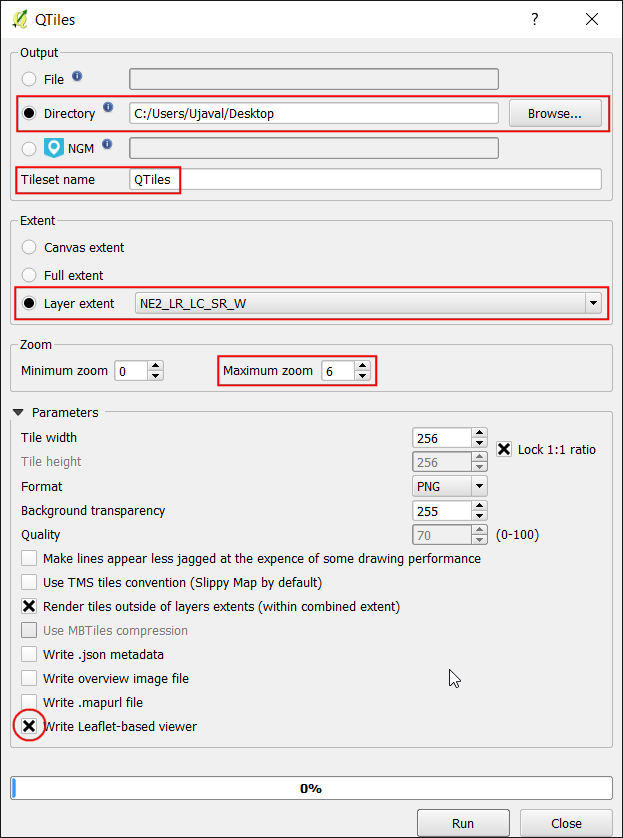 QTiles
?
Output
File
Directory C:/Users/Ujaval/Desktop Browse...
NGM
Tileset name QTiles
Extent
Canvas extent
Full extent
Layer extent NE2_LR_LC_SR_W
Zoom
Minimum zoom 0 Maximum zoom 6
Parameters
Tile width 256
Lock 1:1 ratio
Tile height 256
Format PNG
Background transparency 255
Quality 70 (0-100)
Make lines appear less jagged at the expence of some drawing performance
Use TMS tiles convention (Slippy Map by default)
Render tiles outside of layers extents (within combined extent)
Use MBTiles compression
Write .json metadata
Write overview image file
Write .mapurl file
Write Leaflet-based viewer
0%
Run Close